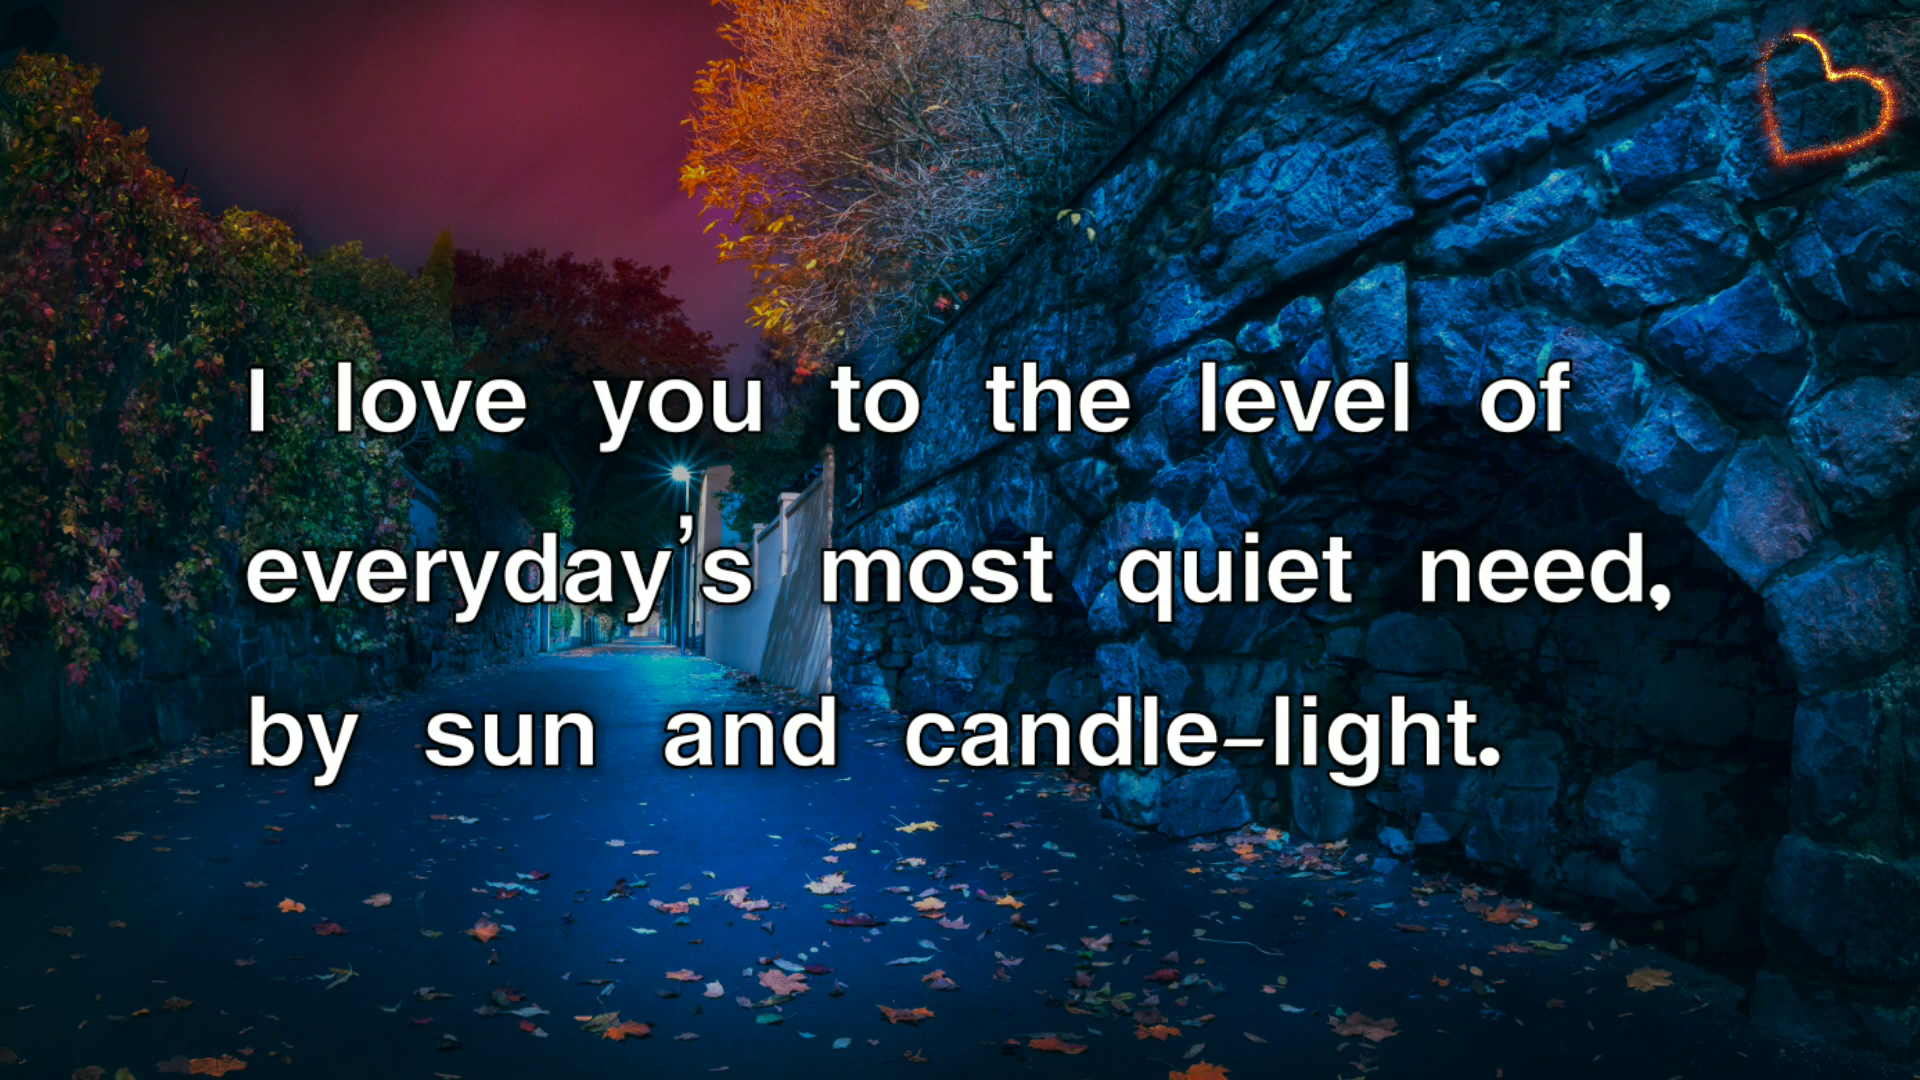 I love you to the level of
everyday’s most quiet need,
by sun and candle-light.